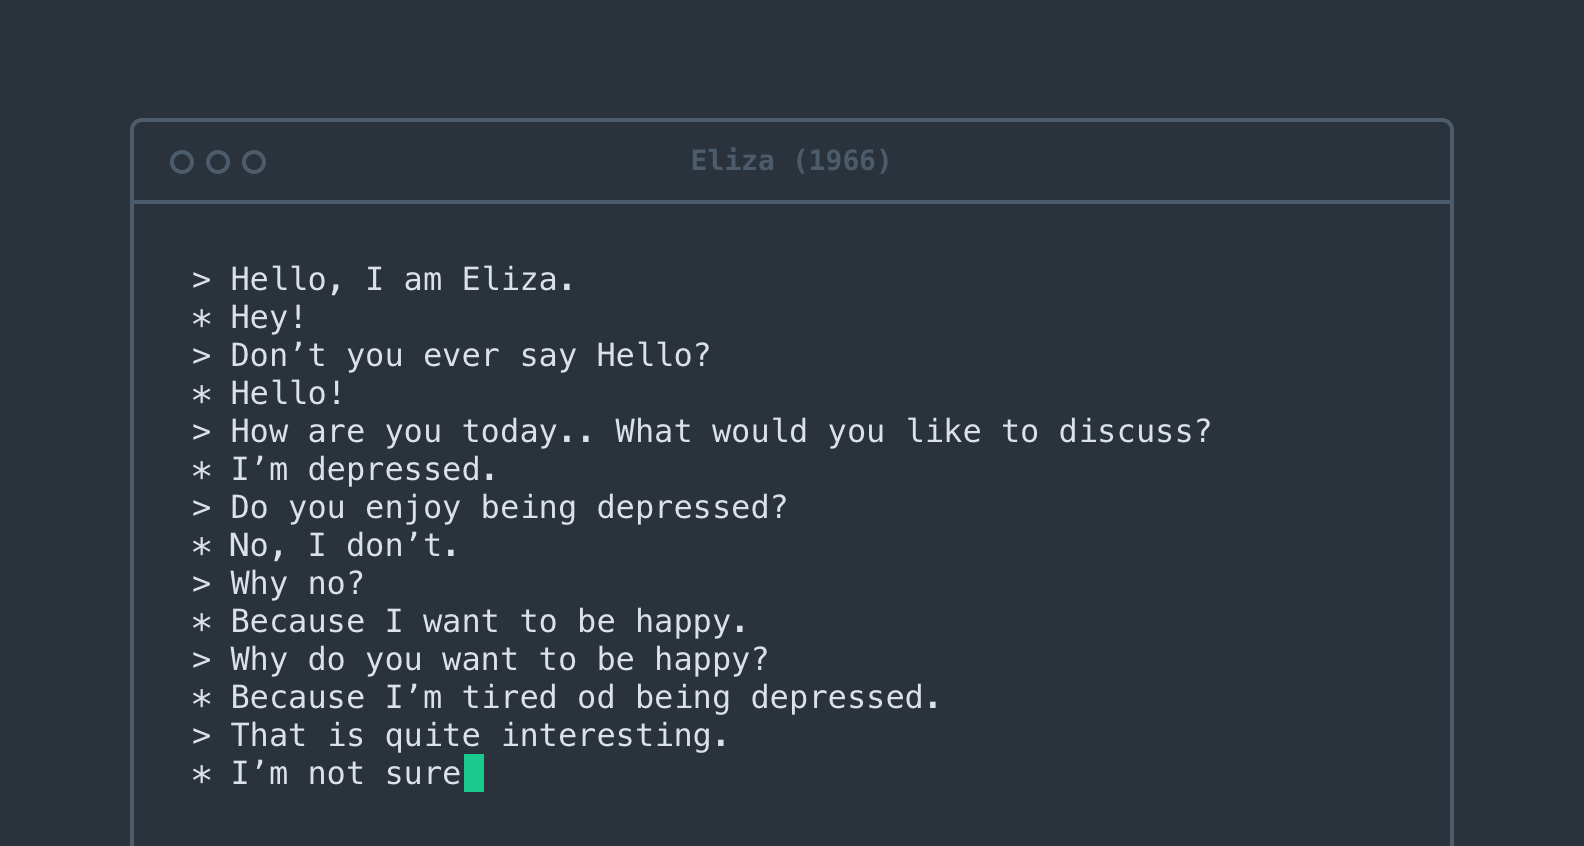 Eliza (1966)
> Hello, I am Eliza.
* Hey!
> Don’t you ever say Hello?
* Hello!
> How are you today.. What would you like to discuss?
* I’m depressed.
> Do you enjoy being depressed?
* No, I don’t.
> Why no?
* Because I want to be happy.
> Why do you want to be happy?
* Because I’m tired od being depressed.
> That is quite interesting.
* I’m not sure